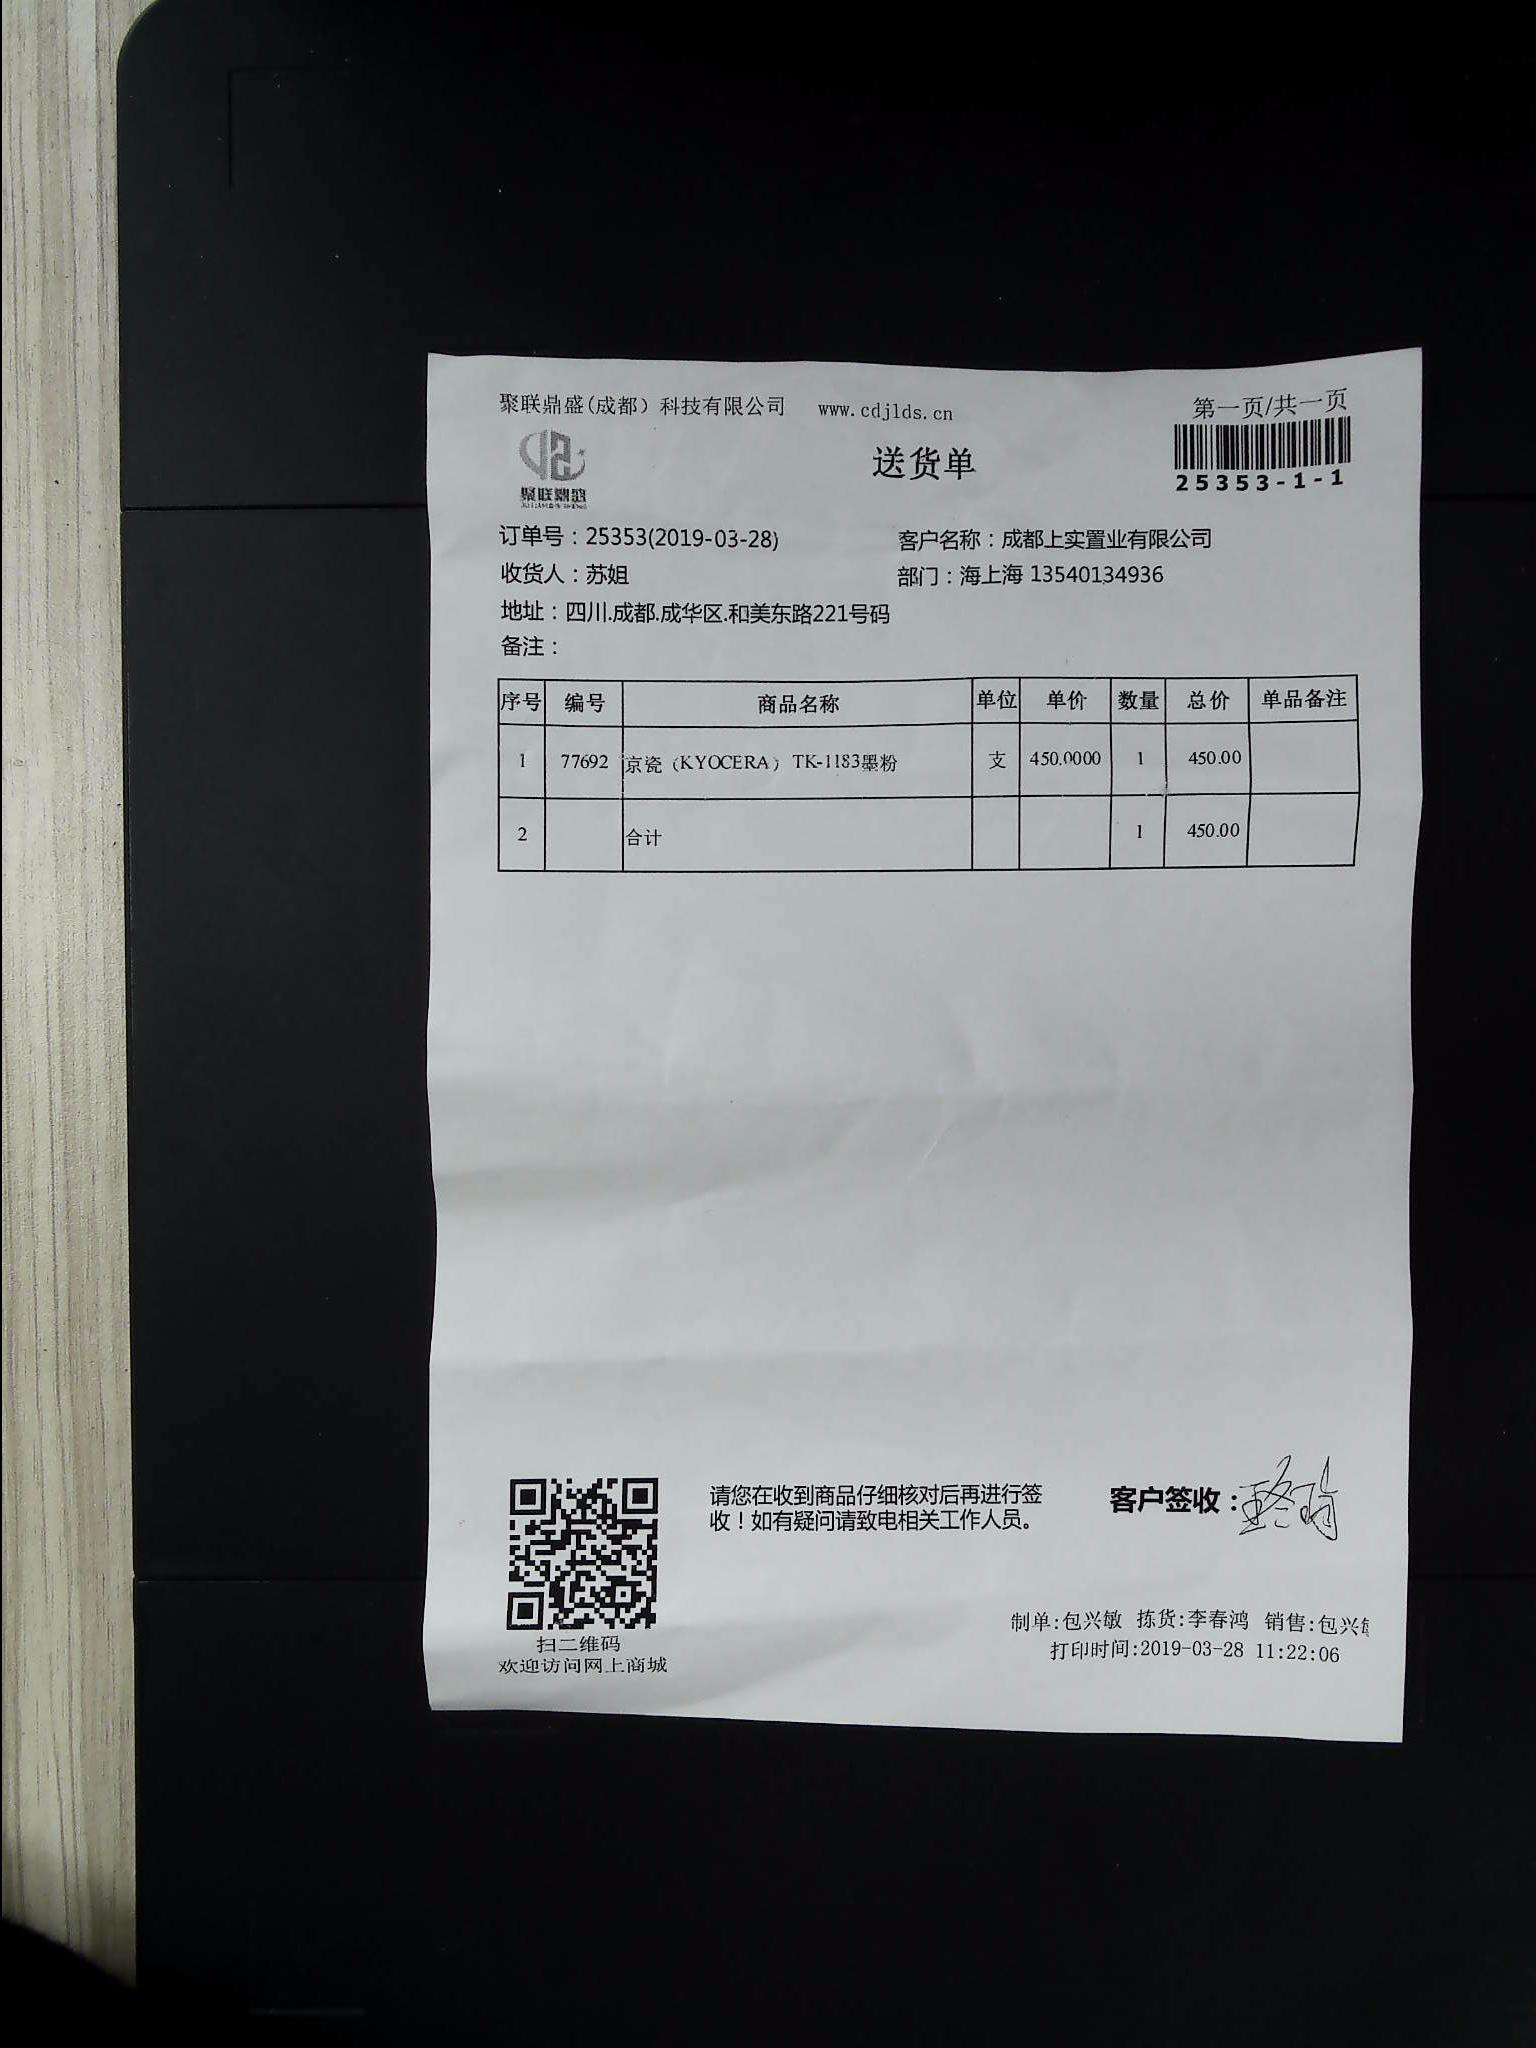 聚联鼎盛(成都）科技有限公司 www.cdjlds.cn 第一页/共一页
聚联鼎盛
送货单
25353-1-1
订单号：25353(2019-03-28) 客户名称：成都上实置业有限公司
收货人：苏姐 部门：海上海 13540134936
地址：四川.成都.成华区.和美东路221号码
备注：
序号 编号 商品名称 单位 单价 数量 总价 单品备注
1 77692 京瓷（KYOCERA）TK-1183墨粉 支 450.0000 1 450.00
2 合计 1 450.00
请您在收到商品仔细核对后再进行签
收！如有疑问请致电相关工作人员。
客户签收：
扫二维码
欢迎访问网上商城
制单:包兴敏 拣货:李春鸿 销售:包兴
打印时间:2019-03-28 11:22:06